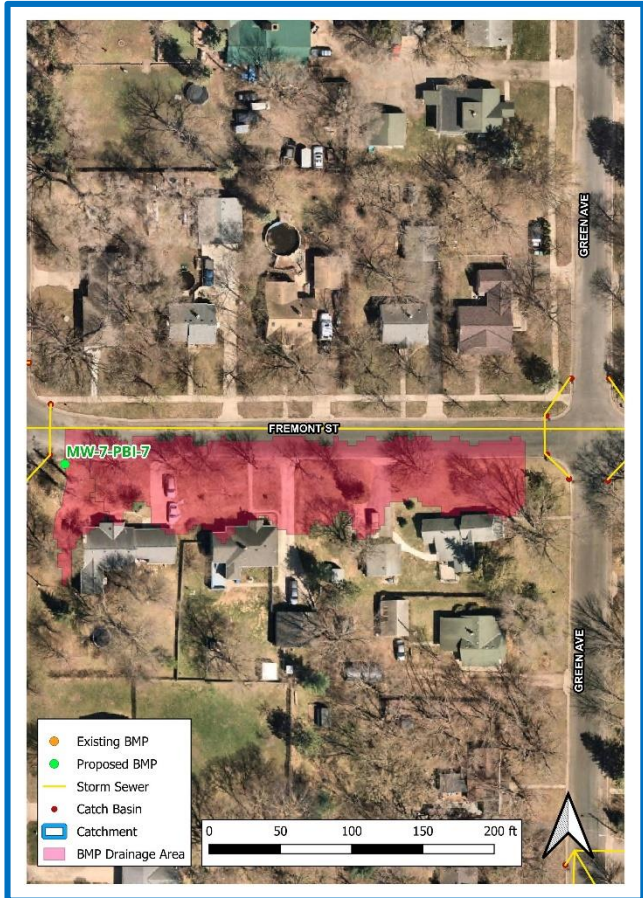 GREEN AVE
FREMONT ST
MW-7-PBI-7
GREEN AVE
Existing BMP
Proposed BMP
Storm Sewer
Catch Basin
Catchment
BMP Drainage Area
0 50 100 150 200 ft